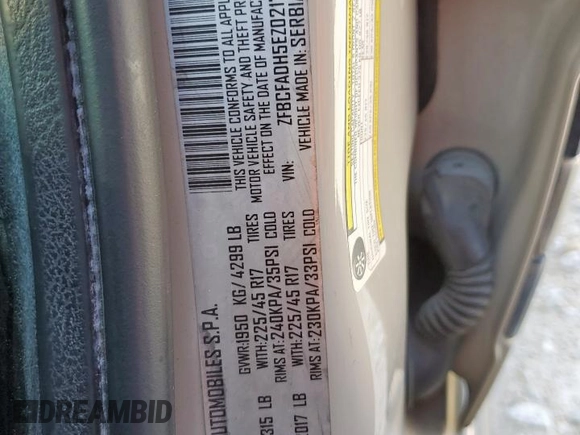 AUTOMOBILES S.P.A.
GVWR:1950 KG/ 4299 LB
315 LB WITH:225/45 R17 TIRES
RIMS AT:240KPA/35PSI COLD
017 LB WITH:225/45 R17 TIRES
RIMS AT:230KPA/33PSI COLD
THIS VEHICLE CONFORMS TO ALL APPL
MOTOR VEHICLE SAFETY AND THEFT PR
EFFECT ON THE DATE OF MANUFAC
VIN: ZFBCFADH5EZ021
VEHICLE MADE IN: SERBI
DREAMBID